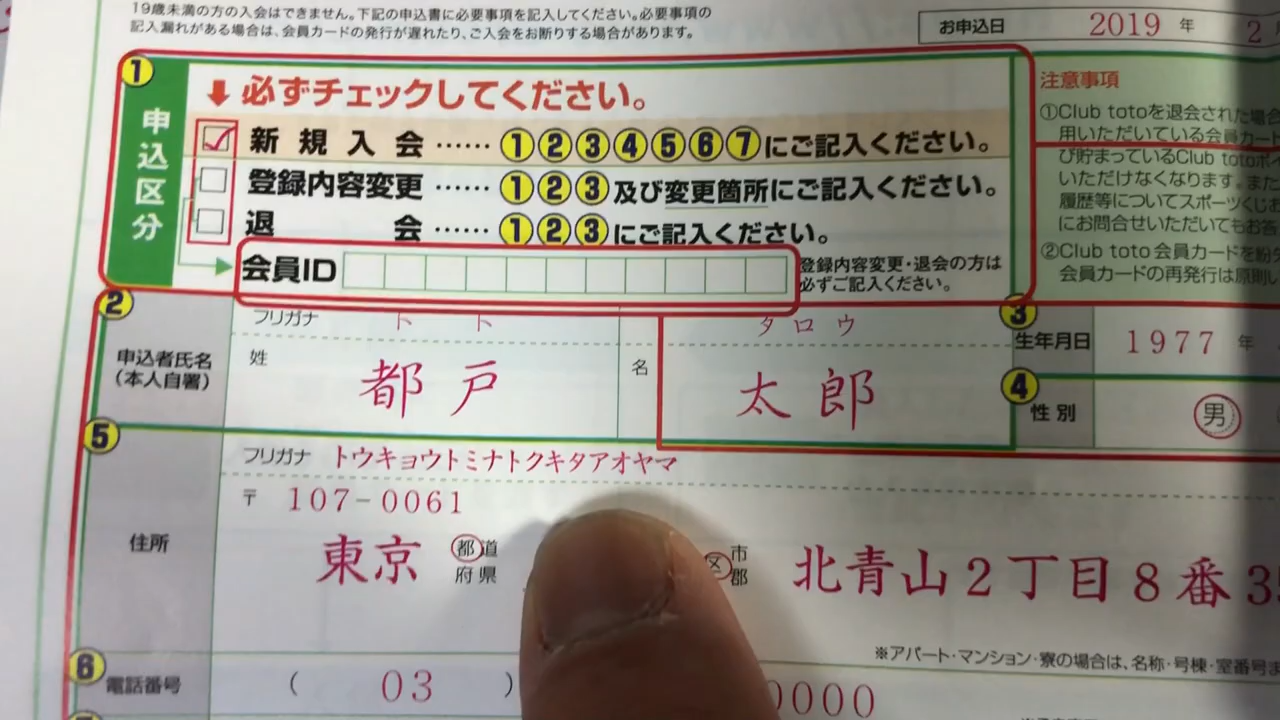 19歳未満の方の入会はできません。下記の申込書に必要事項を記入してください。必要事項の
記入漏れがある場合は、会員カードの発行が遅れたり、ご入会をお断りする場合があります。
お申込日 2019 年 2
① 申込区分
必ずチェックしてください。
新規入会 …… ①②③④⑤⑥⑦にご記入ください。
登録内容変更 …… ①②③及び変更箇所にご記入ください。
退会 …… ①②③にご記入ください。
会員ID
登録内容変更・退会の方は
必ずご記入ください。
注意事項
①Club totoを退会された場合
用いただいている会員カード
び貯まっているClub totoポ
いただけなくなります。また
履歴等についてスポーツくじお
にお問合せいただいてもお答
②Club toto会員カードを紛
会員カードの再発行は原則
② 申込者氏名
(本人自署)
フリガナ ト ト タロウ
姓 都戸 名 太郎
③ 生年月日 1977 年
④ 性別 男
⑤ 住所
フリガナ トウキョウトミナトクキタアオヤマ
〒 107-0061
東京 都道府県 区市郡 北青山2丁目8番3
※アパート・マンション・寮の場合は、名称・号棟・室番号ま
⑥ 電話番号 ( 03 ) 0000